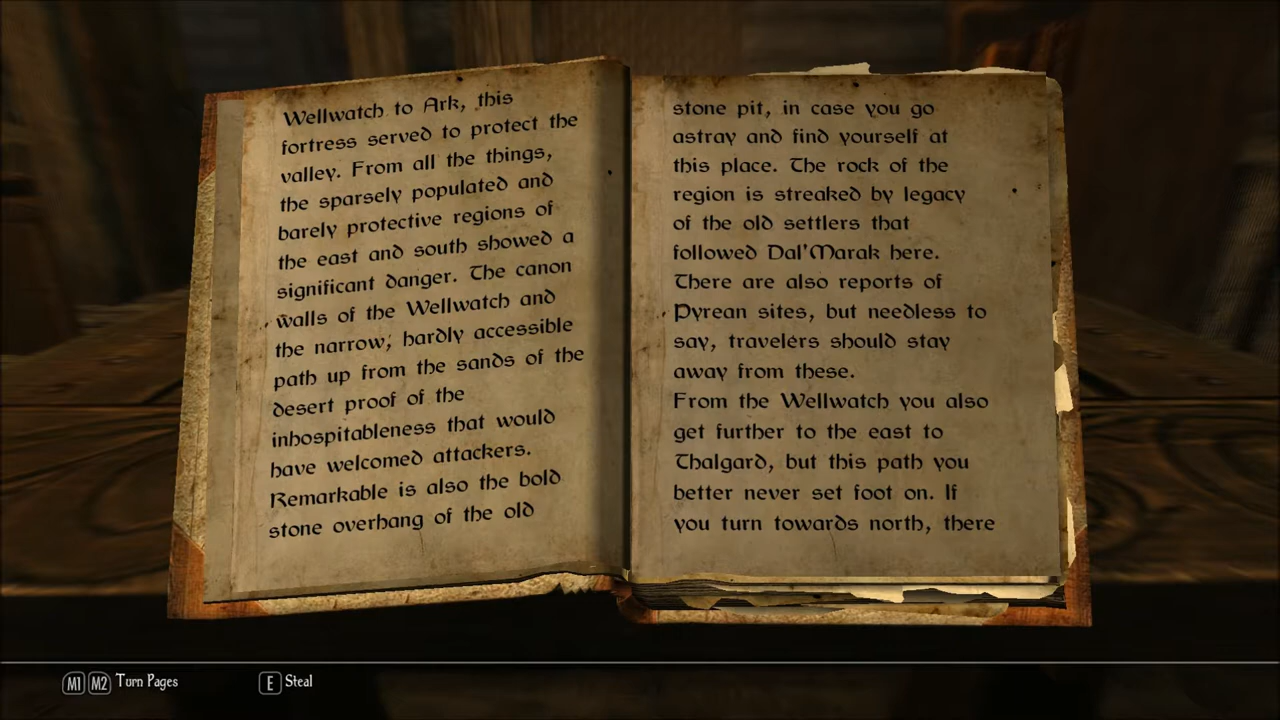 Wellwatch to Ark, this
fortress served to protect the
valley. From all the things,
the sparsely populated and
barely protective regions of
the east and south showed a
significant danger. The canon
walls of the Wellwatch and
the narrow, hardly accessible
path up from the sands of the
desert proof of the
inhospitableness that would
have welcomed attackers.
Remarkable is also the bold
stone overhang of the old
stone pit, in case you go
astray and find yourself at
this place. The rock of the
region is streaked by legacy
of the old settlers that
followed Dal'Marak here.
There are also reports of
Pyrean sites, but needless to
say, travelers should stay
away from these.
From the Wellwatch you also
get further to the east to
Thalgard, but this path you
better never set foot on. If
you turn towards north, there
M1 M2 Turn Pages E Steal